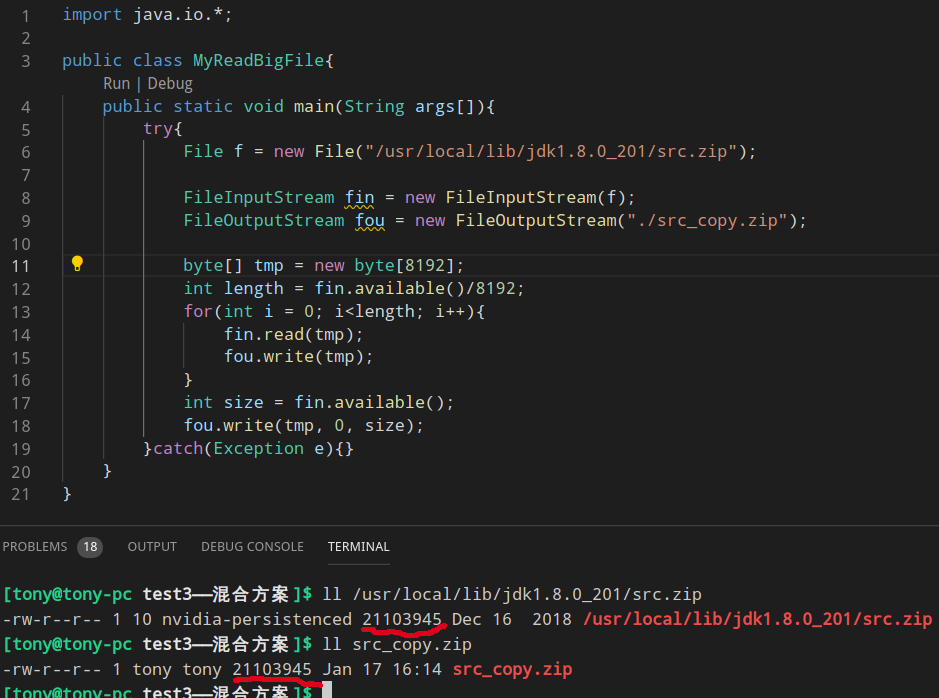 1 import java.io.*;
2
3 public class MyReadBigFile{
Run | Debug
4 public static void main(String args[]){
5 try{
6 File f = new File("/usr/local/lib/jdk1.8.0_201/src.zip");
7
8 FileInputStream fin = new FileInputStream(f);
9 FileOutputStream fou = new FileOutputStream("./src_copy.zip");
10
11 byte[] tmp = new byte[8192];
12 int length = fin.available()/8192;
13 for(int i = 0; i<length; i++){
14 fin.read(tmp);
15 fou.write(tmp);
16 }
17 int size = fin.available();
18 fou.write(tmp, 0, size);
19 }catch(Exception e){}
20 }
21 }
PROBLEMS 18 OUTPUT DEBUG CONSOLE TERMINAL
[tony@tony-pc test3——混合方案]$ ll /usr/local/lib/jdk1.8.0_201/src.zip
-rw-r--r-- 1 10 nvidia-persistenced 21103945 Dec 16 2018 /usr/local/lib/jdk1.8.0_201/src.zip
[tony@tony-pc test3——混合方案]$ ll src_copy.zip
-rw-r--r-- 1 tony tony 21103945 Jan 17 16:14 src_copy.zip
[tony@tony-pc test3——混合方案]$